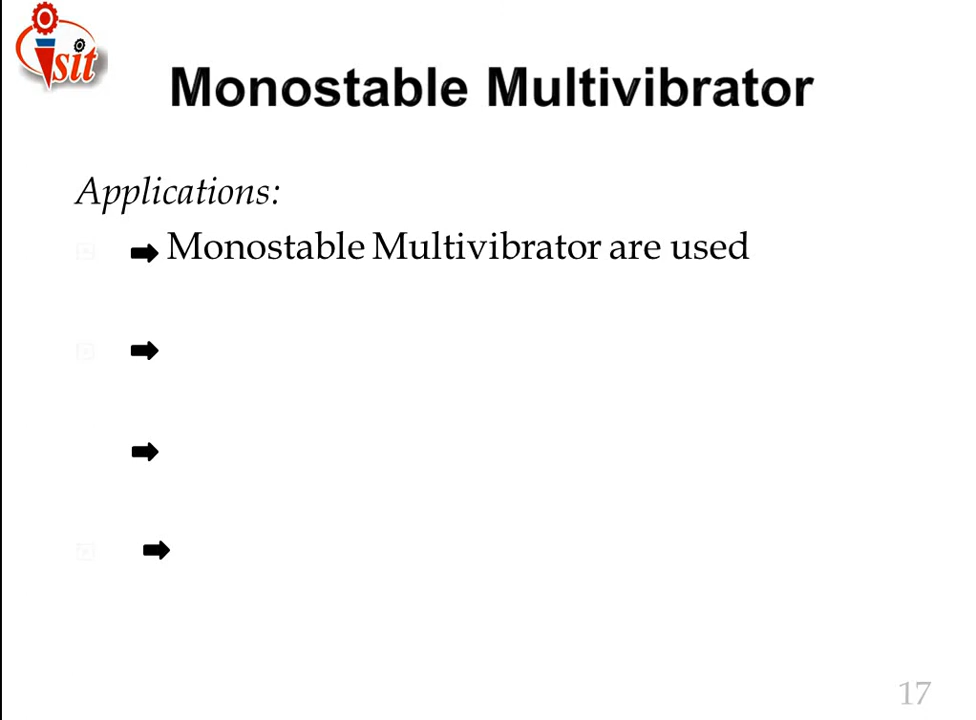 sit
Monostable Multivibrator
Applications:
Monostable Multivibrator are used
17